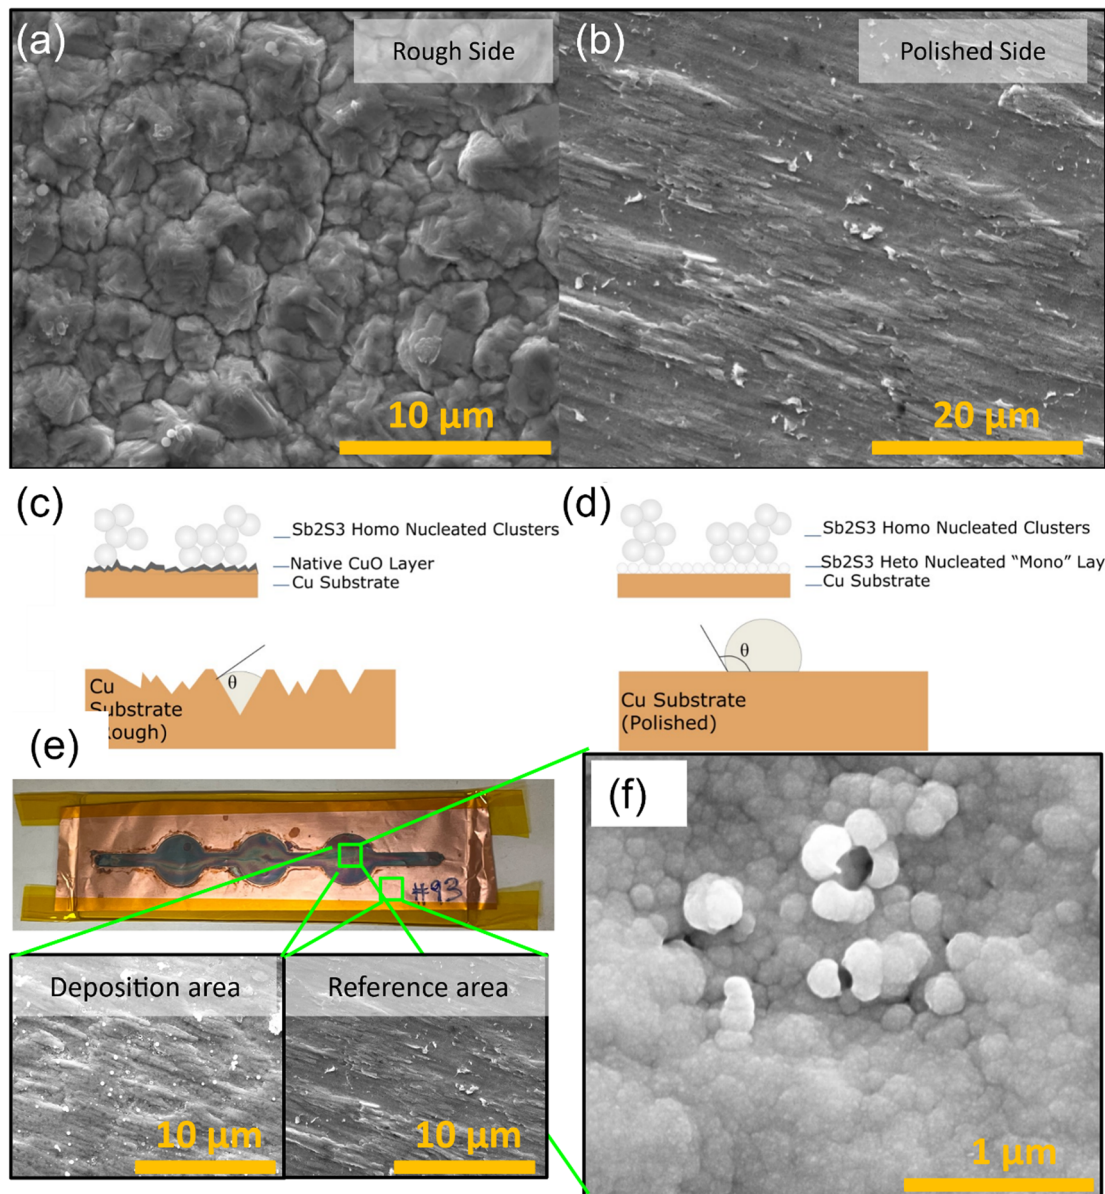 (a)
Rough Side
10 μm
(b)
Polished Side
20 μm
(c)
Sb2S3 Homo Nucleated Clusters
Native CuO Layer
Cu Substrate
θ
Cu
Substrate
ough)
(d)
Sb2S3 Homo Nucleated Clusters
Sb2S3 Heto Nucleated “Mono” Lay
Cu Substrate
θ
Cu Substrate
(Polished)
(e)
#93
Deposition area
10 μm
Reference area
10 μm
(f)
1 μm